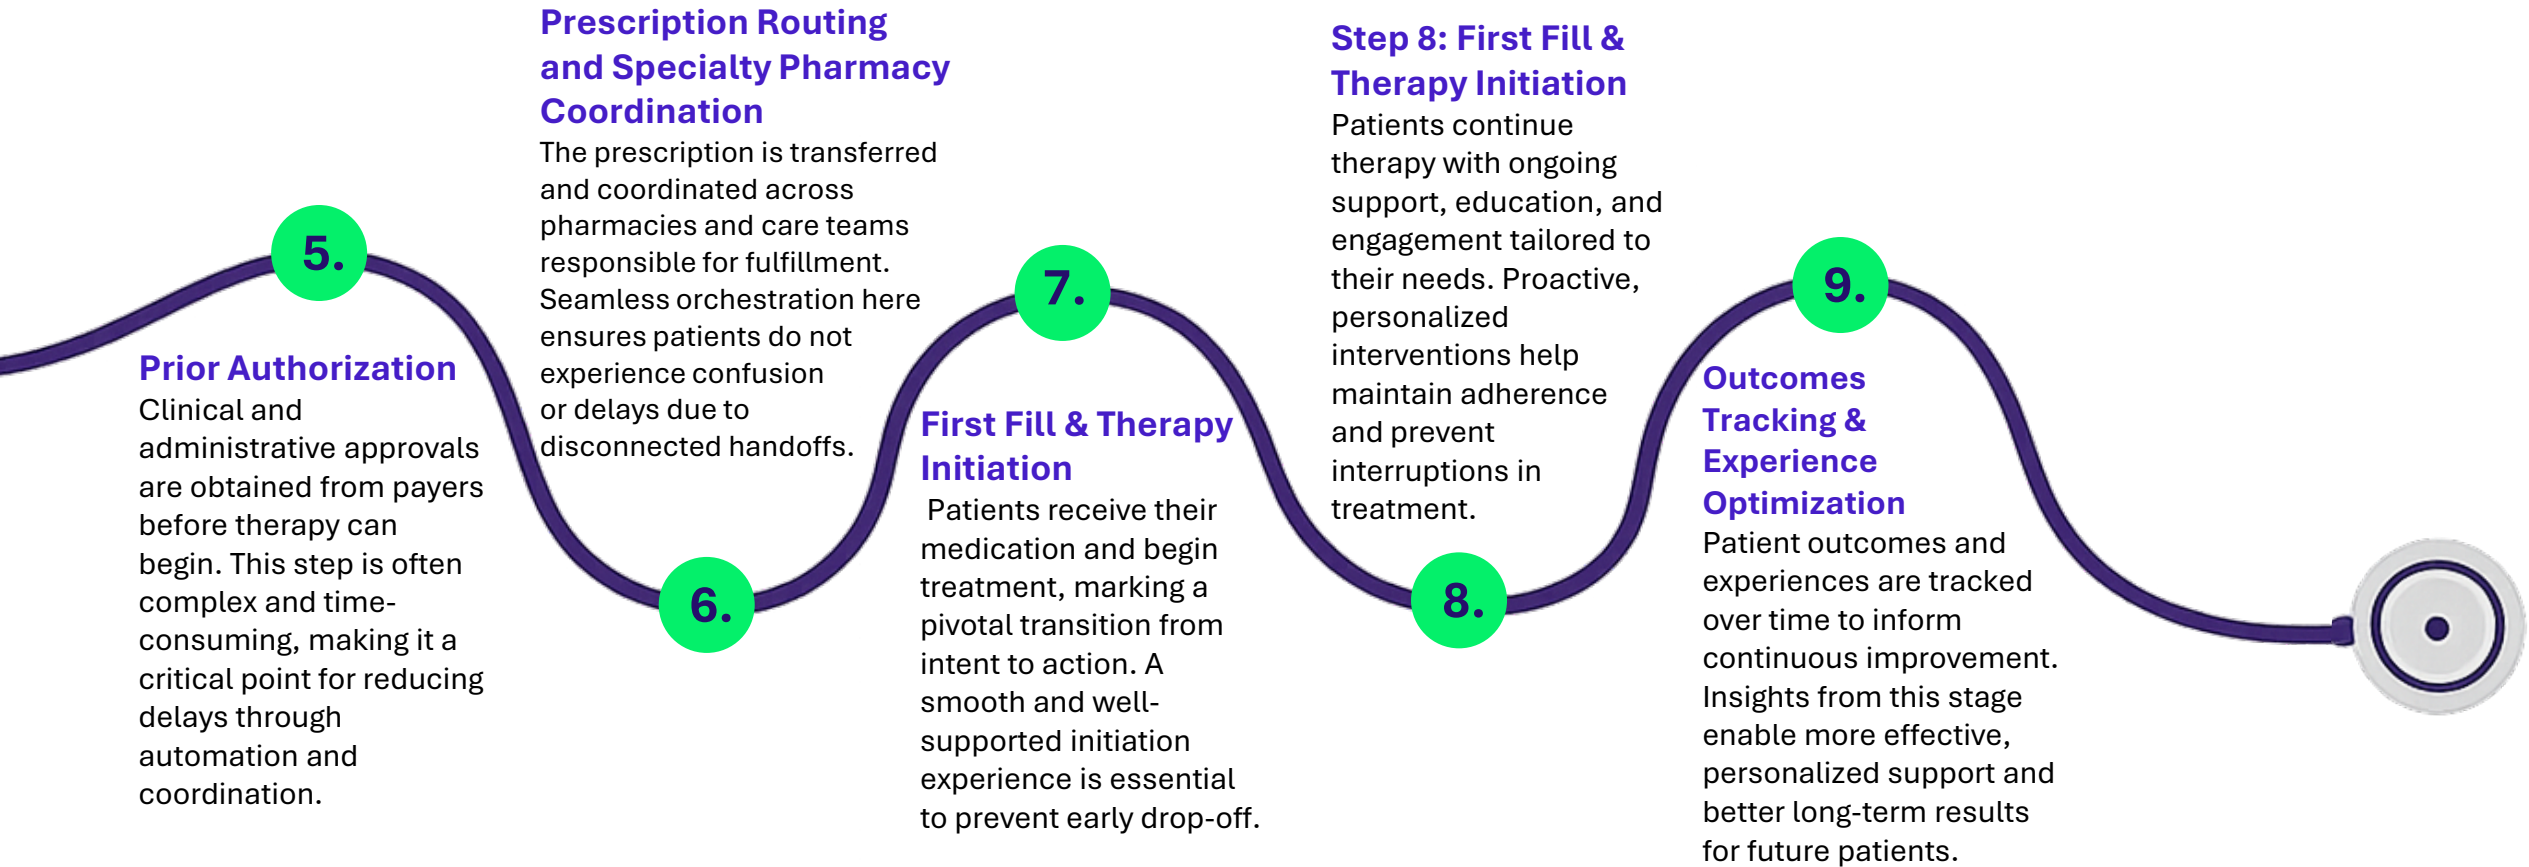 5.
Prior Authorization
Clinical and
administrative approvals
are obtained from payers
before therapy can
begin. This step is often
complex and time-
consuming, making it a
critical point for reducing
delays through
automation and
coordination.
Prescription Routing
and Specialty Pharmacy
Coordination
The prescription is transferred
and coordinated across
pharmacies and care teams
responsible for fulfillment.
Seamless orchestration here
ensures patients do not
experience confusion
or delays due to
disconnected handoffs.
6.
7.
First Fill & Therapy
Initiation
Patients receive their
medication and begin
treatment, marking a
pivotal transition from
intent to action. A
smooth and well-
supported initiation
experience is essential
to prevent early drop-off.
Step 8: First Fill &
Therapy Initiation
Patients continue
therapy with ongoing
support, education, and
engagement tailored to
their needs. Proactive,
personalized
interventions help
maintain adherence
and prevent
interruptions in
treatment.
8.
9.
Outcomes
Tracking &
Experience
Optimization
Patient outcomes and
experiences are tracked
over time to inform
continuous improvement.
Insights from this stage
enable more effective,
personalized support and
better long-term results
for future patients.